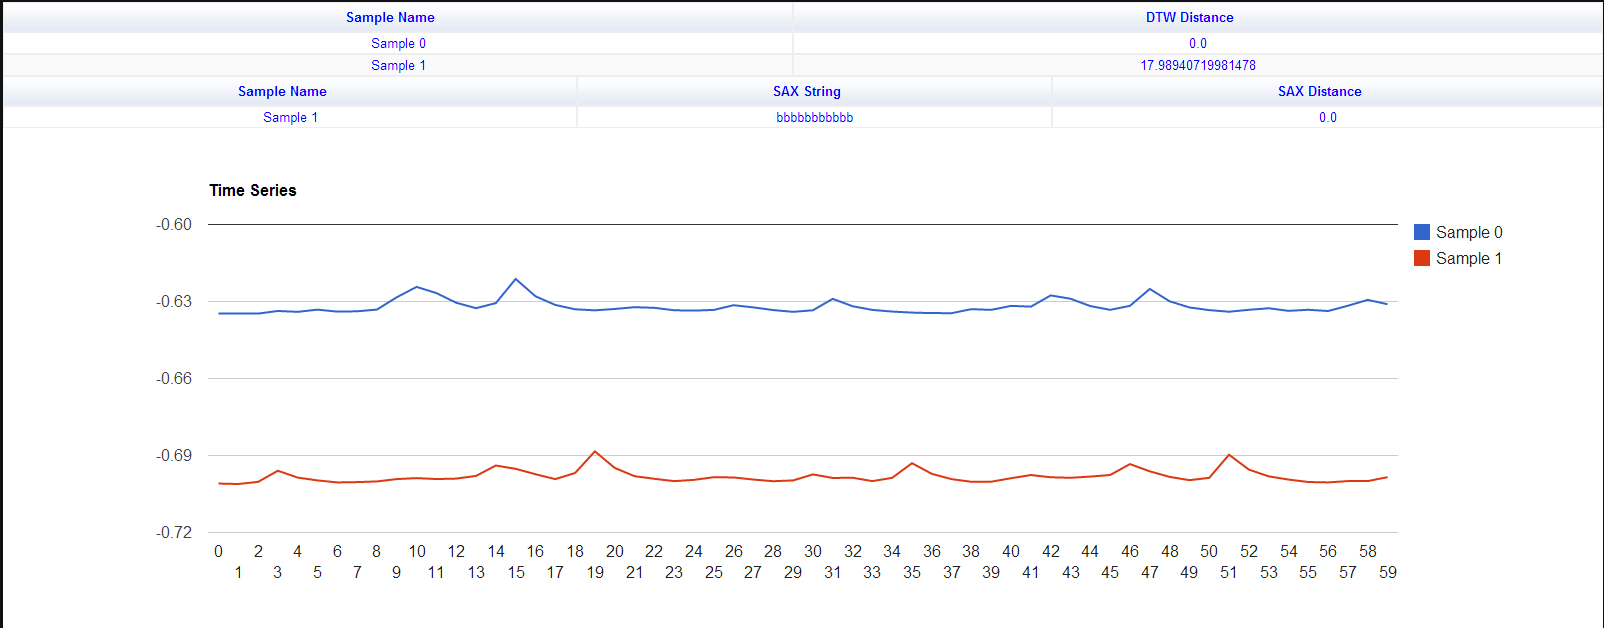 Sample Name DTW Distance
Sample 0 0.0
Sample 1 17.98940719981478
Sample Name SAX String SAX Distance
Sample 1 bbbbbbbbbbb 0.0
Time Series
-0.60
Sample 0
Sample 1
-0.63
-0.66
-0.69
-0.72
0 2 4 6 8 10 12 14 16 18 20 22 24 26 28 30 32 34 36 38 40 42 44 46 48 50 52 54 56 58
1 3 5 7 9 11 13 15 17 19 21 23 25 27 29 31 33 35 37 39 41 43 45 47 49 51 53 55 57 59